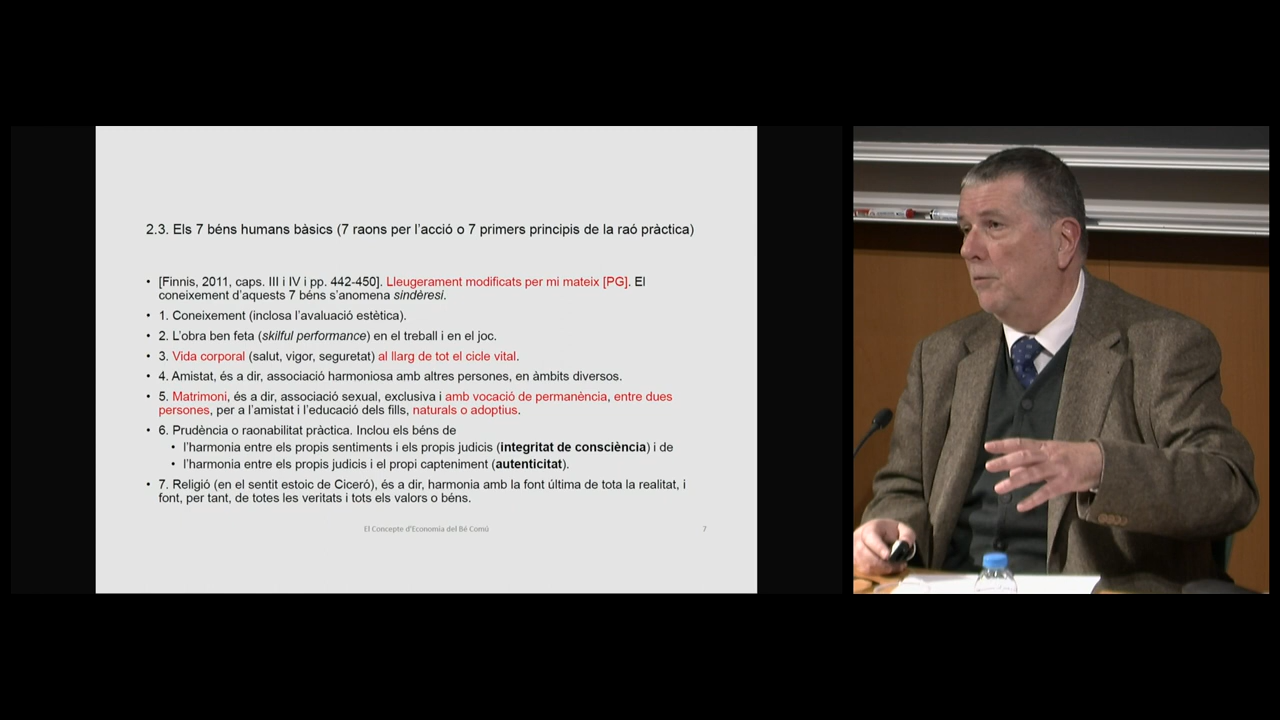 2.3. Els 7 béns humans bàsics (7 raons per l’acció o 7 primers principis de la raó pràctica)
• [Finnis, 2011, caps. III i IV i pp. 442-450]. Lleugerament modificats per mi mateix [PG]. El
coneixement d’aquests 7 béns s’anomena sindèresi.
• 1. Coneixement (inclosa l’avaluació estètica).
• 2. L’obra ben feta (skilful performance) en el treball i en el joc.
• 3. Vida corporal (salut, vigor, seguretat) al llarg de tot el cicle vital.
• 4. Amistat, és a dir, associació harmoniosa amb altres persones, en àmbits diversos.
• 5. Matrimoni, és a dir, associació sexual, exclusiva i amb vocació de permanència, entre dues
persones, per a l’amistat i l’educació dels fills, naturals o adoptius.
• 6. Prudència o raonabilitat pràctica. Inclou els béns de
• l’harmonia entre els propis sentiments i els propis judicis (integritat de consciència) i de
• l’harmonia entre els propis judicis i el propi capteniment (autenticitat).
• 7. Religió (en el sentit estoic de Ciceró), és a dir, harmonia amb la font última de tota la realitat, i
font, per tant, de totes les veritats i tots els valors o béns.
El Concepte d’Economia del Bé Comú 7